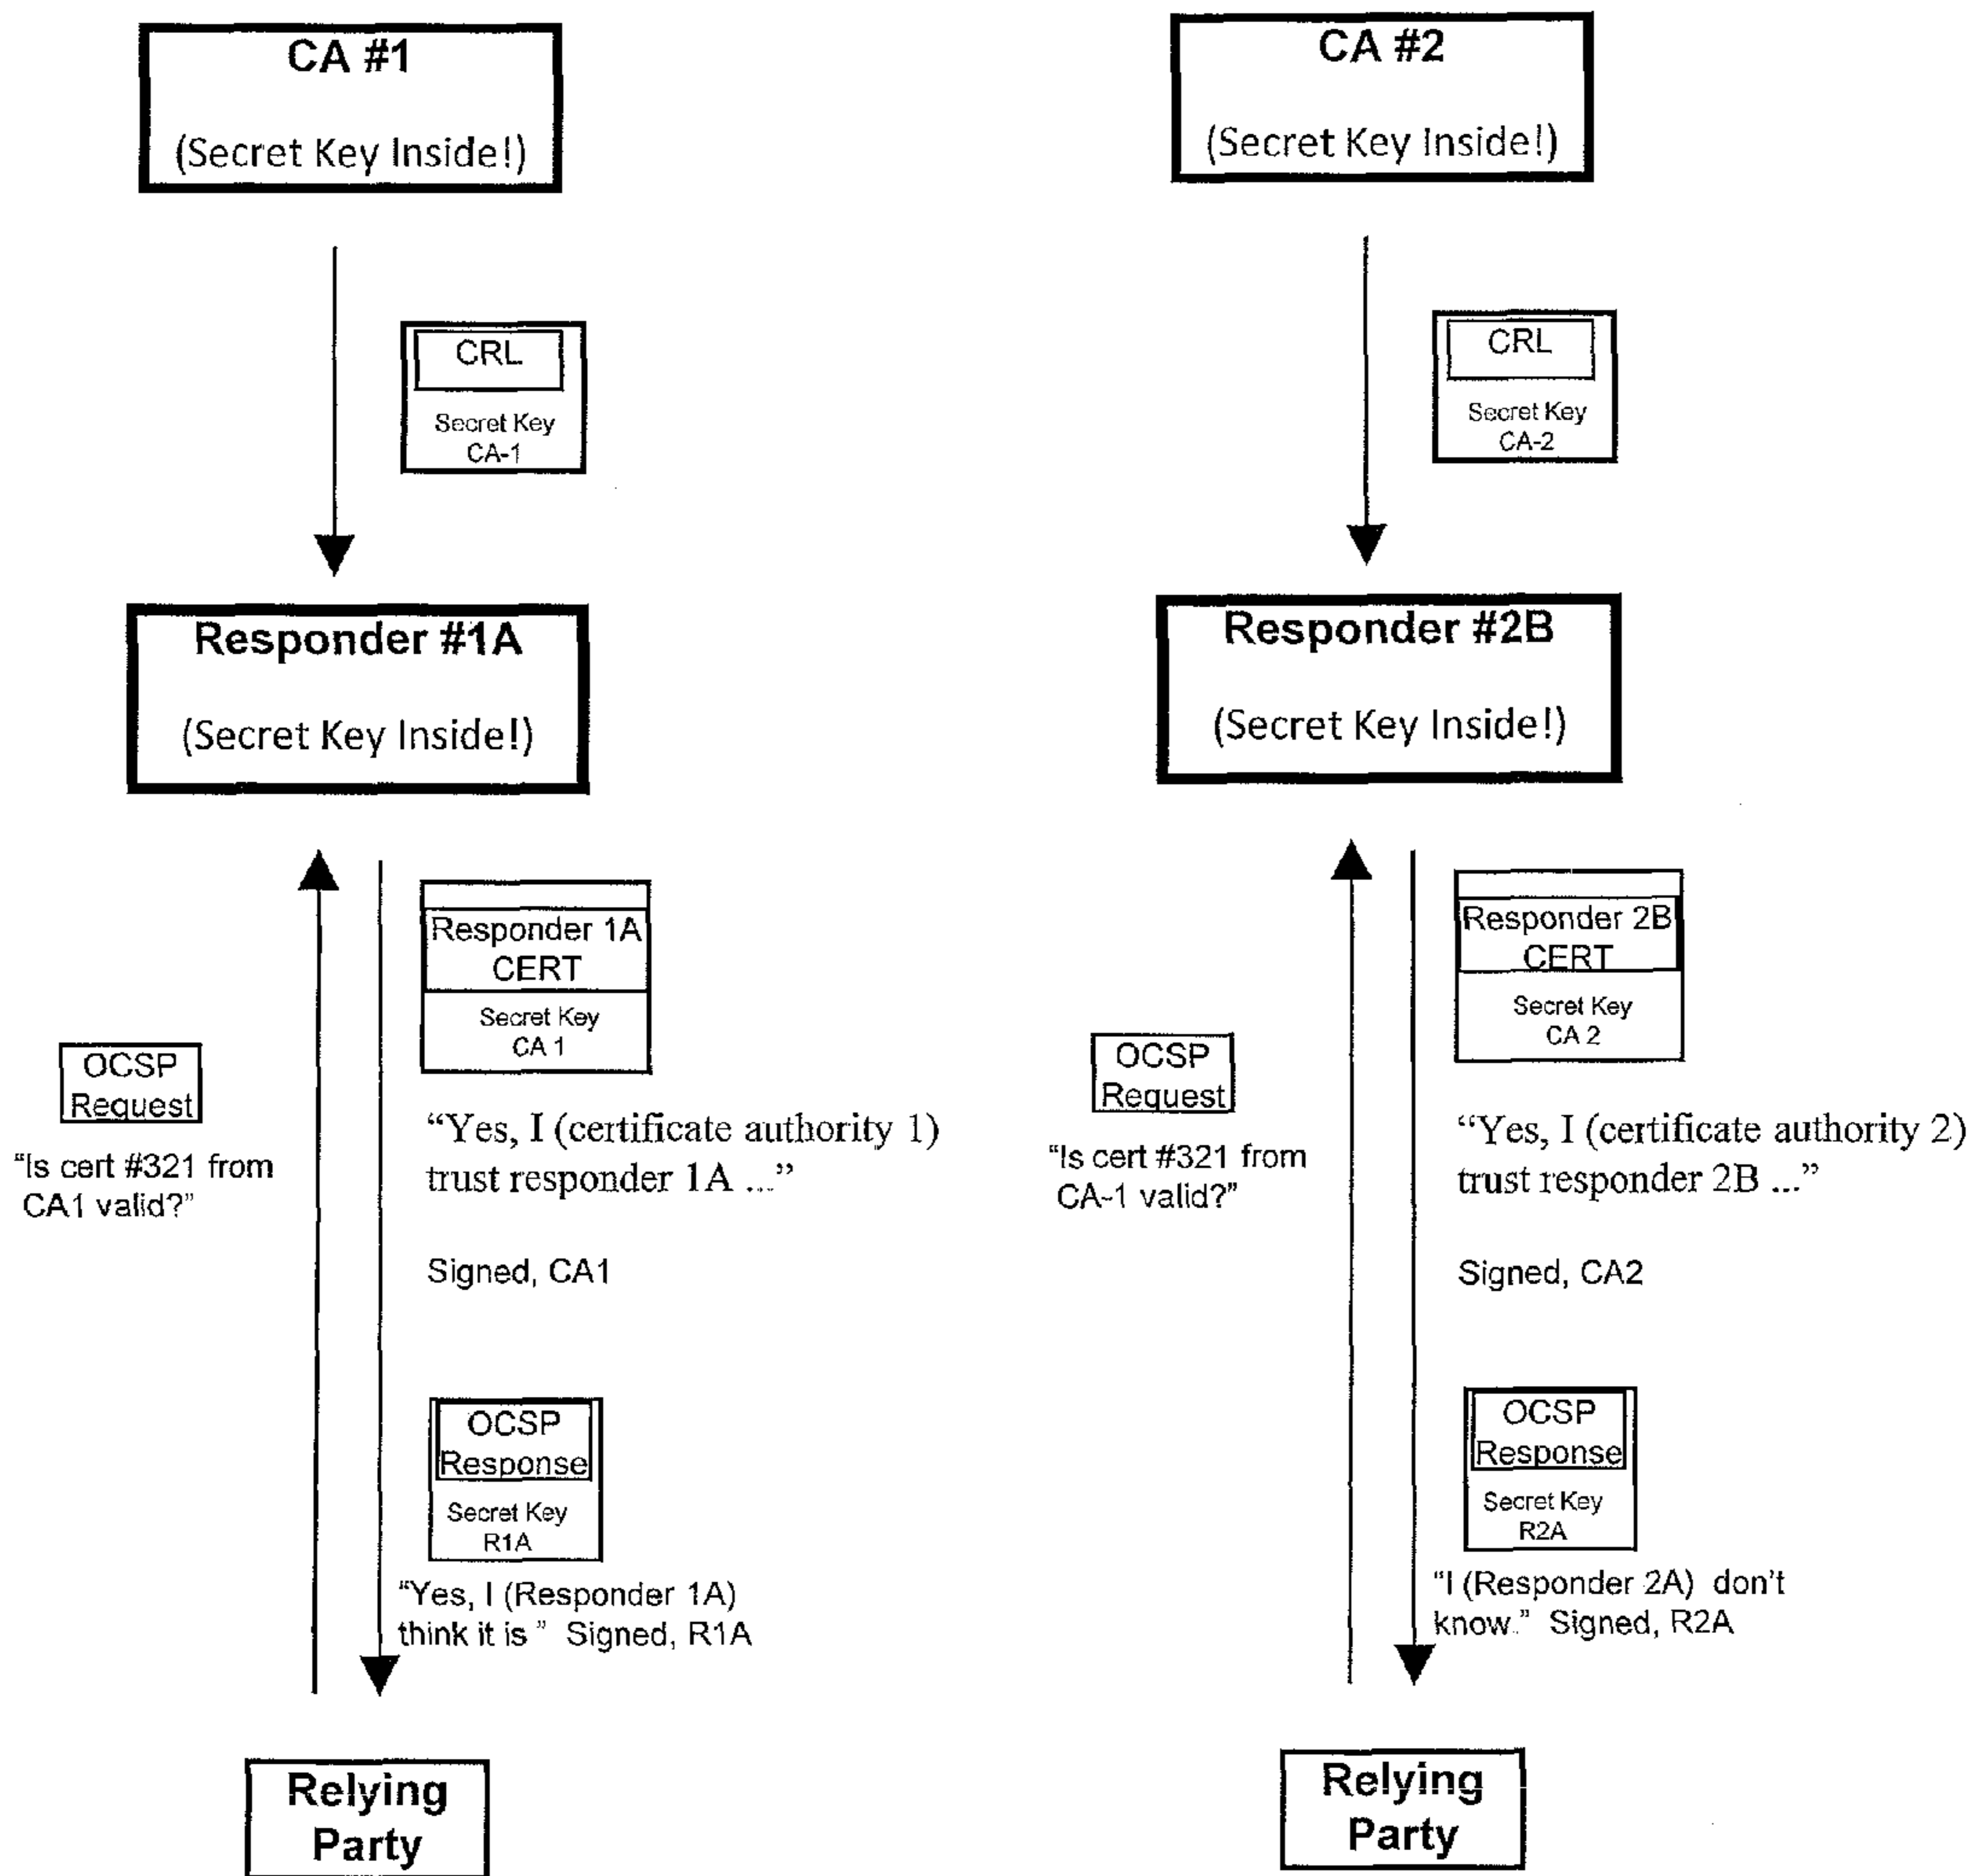 CA #1
(Secret Key Inside!)
CRL
Secret Key
CA-1
Responder #1A
(Secret Key Inside!)
Responder 1A
CERT
Secret Key
CA 1
OCSP
Request
"Is cert #321 from
CA1 valid?"
“Yes, I (certificate authority 1)
trust responder 1A ...”
Signed, CA1
OCSP
Response
Secret Key
R1A
“Yes, I (Responder 1A)
think it is ” Signed, R1A
Relying
Party
CA #2
(Secret Key Inside!)
CRL
Secret Key
CA-2
Responder #2B
(Secret Key Inside!)
Responder 2B
CERT
Secret Key
CA 2
OCSP
Request
"Is cert #321 from
CA-1 valid?"
“Yes, I (certificate authority 2)
trust responder 2B ...”
Signed, CA2
OCSP
Response
Secret Key
R2A
"I (Responder 2A) don't
know.” Signed, R2A
Relying
Party